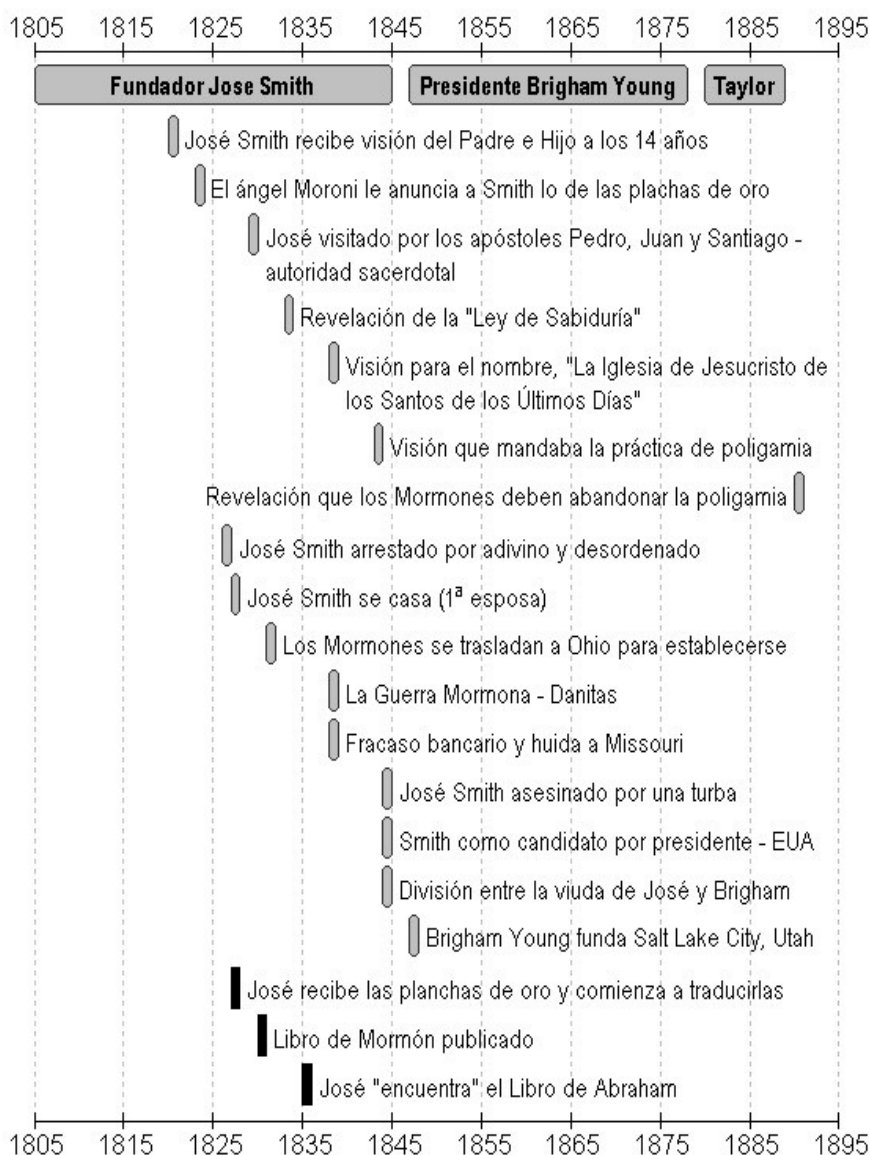 1805 1815 1825 1835 1845 1855 1865 1875 1885 1895
Fundador Jose Smith Presidente Brigham Young Taylor
José Smith recibe visión del Padre e Hijo a los 14 años
El ángel Moroni le anuncia a Smith lo de las plachas de oro
José visitado por los apóstoles Pedro, Juan y Santiago -
autoridad sacerdotal
Revelación de la "Ley de Sabiduría"
Visión para el nombre, "La Iglesia de Jesucristo de
los Santos de los Últimos Días"
Visión que mandaba la práctica de poligamia
Revelación que los Mormones deben abandonar la poligamia
José Smith arrestado por adivino y desordenado
José Smith se casa (1ª esposa)
Los Mormones se trasladan a Ohio para establecerse
La Guerra Mormona - Danitas
Fracaso bancario y huida a Missouri
José Smith asesinado por una turba
Smith como candidato por presidente - EUA
División entre la viuda de José y Brigham
Brigham Young funda Salt Lake City, Utah
José recibe las planchas de oro y comienza a traducirlas
Libro de Mormón publicado
José "encuentra" el Libro de Abraham
1805 1815 1825 1835 1845 1855 1865 1875 1885 1895